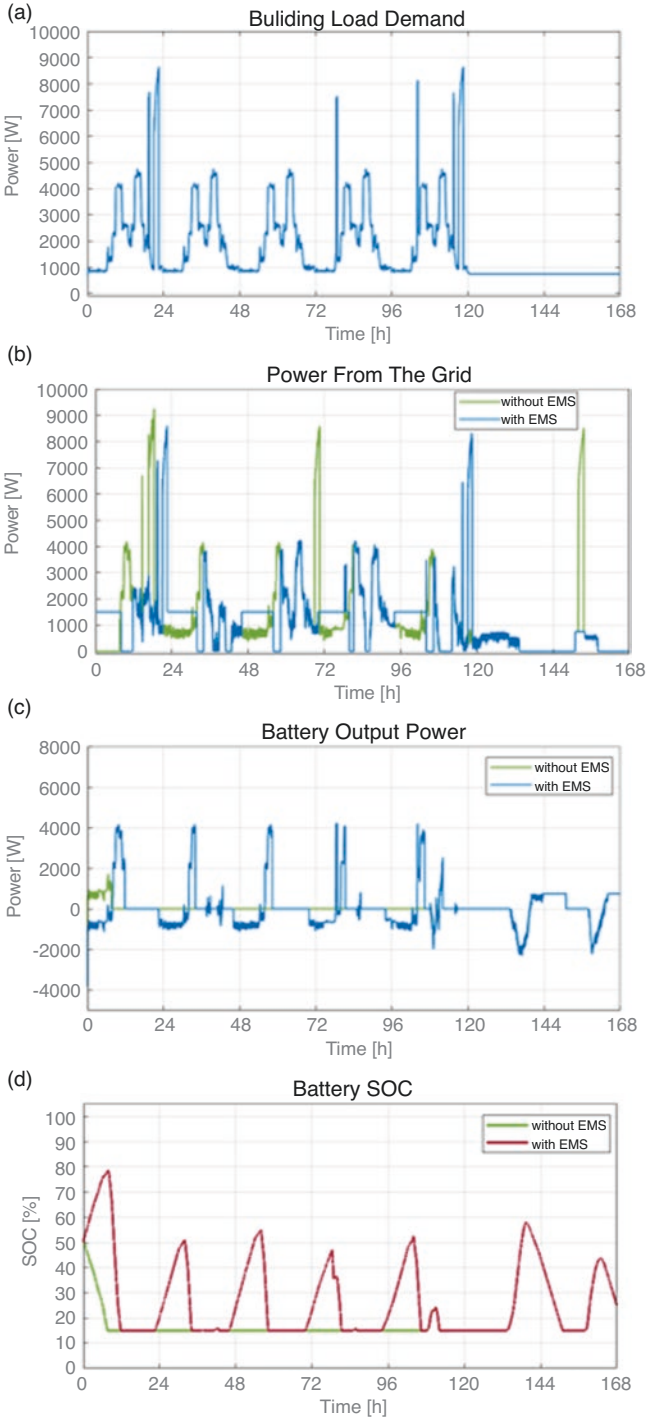 (a)
Buliding Load Demand
10000
9000
8000
7000
6000
5000
4000
3000
2000
1000
0
Power [W]
0 24 48 72 96 120 144 168
Time [h]
(b)
Power From The Grid
10000
9000
8000
7000
6000
5000
4000
3000
2000
1000
0
Power [W]
without EMS
with EMS
0 24 48 72 96 120 144 168
Time [h]
(c)
Battery Output Power
8000
6000
4000
2000
0
-2000
-4000
Power [W]
without EMS
with EMS
0 24 48 72 96 120 144 168
Time [h]
(d)
Battery SOC
100
90
80
70
60
50
40
30
20
10
0
SOC [%]
without EMS
with EMS
0 24 48 72 96 120 144 168
Time [h]